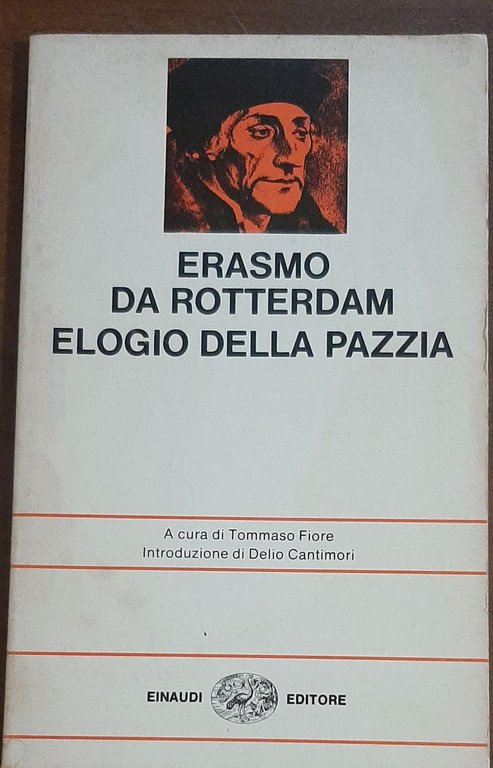 ERASMO
DA ROTTERDAM
ELOGIO DELLA PAZZIA
A cura di Tommaso Fiore
Introduzione di Delio Cantimori
EINAUDI EDITORE